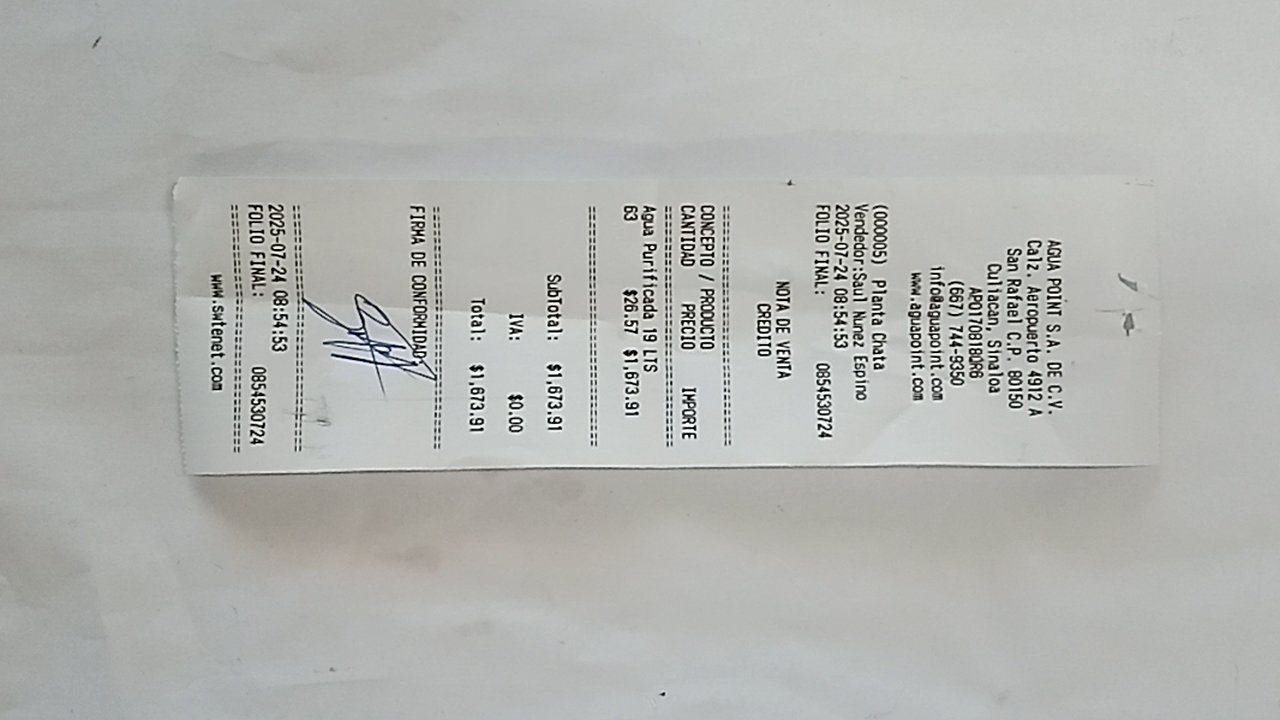 AGUA POINT S.A. DE C.V.
Calz. Aeropuerto 4912 A
San Rafael C.P. 80150
Culiacan, Sinaloa
APO170818DR6
(667) 744-9350
info@aguapoint.com
www.aguapoint.com
(000005) Planta Chata
Vendedor:Saul Nunez Espino
2025-07-24 08:54:53
FOLIO FINAL: 0854530724
NOTA DE VENTA
CREDITO
CONCEPTO / PRODUCTO
CANTIDAD PRECIO IMPORTE
Agua Purificada 19 LTS
63 $26.57 $1,673.91
SubTotal: $1,673.91
IVA: $0.00
Total: $1,673.91
FIRMA DE CONFORMIDAD
2025-07-24 08:54:53
FOLIO FINAL: 0854530724
www.swtenet.com